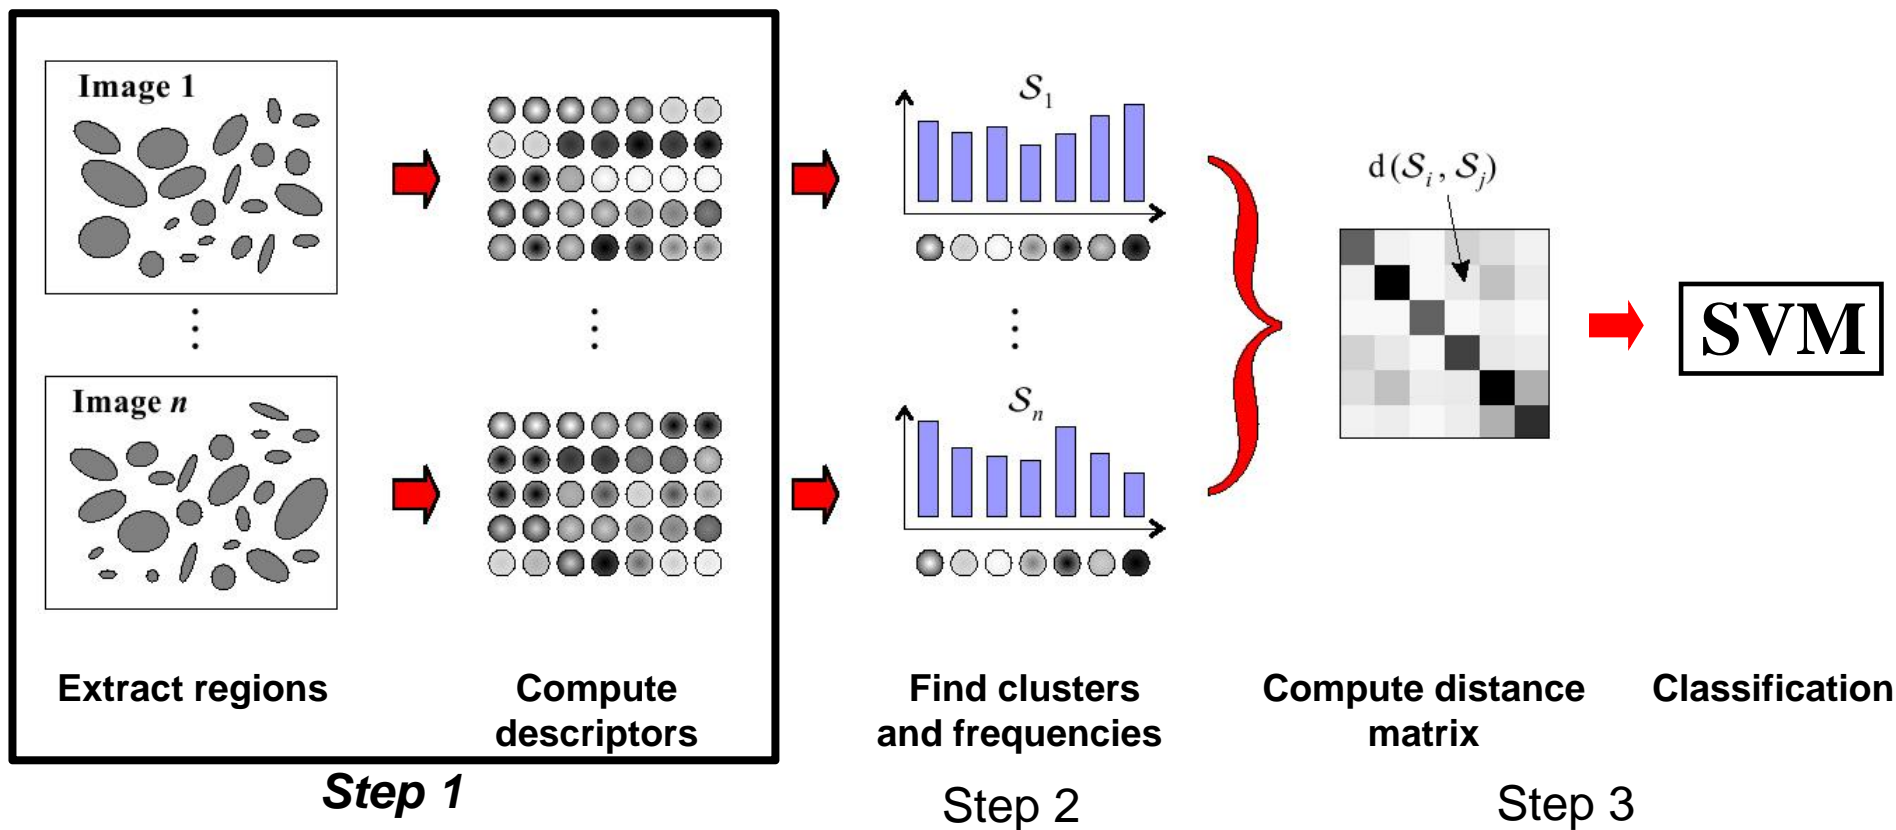 Image 1
S1
d(Si, Sj)
SVM
Image n
Sn
Extract regions
Compute
descriptors
Find clusters
and frequencies
Compute distance
matrix
Classification
Step 1
Step 2
Step 3